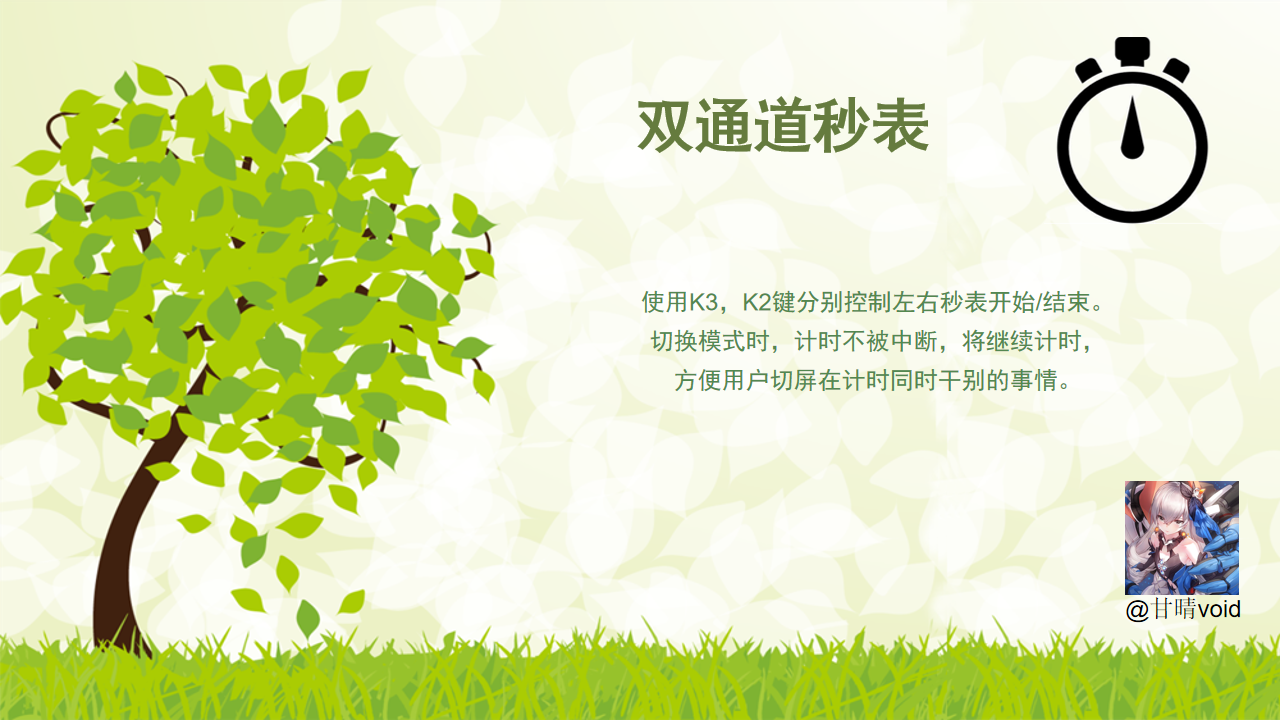 双通道秒表
使用K3，K2键分别控制左右秒表开始/结束。
切换模式时，计时不被中断，将继续计时，
方便用户切屏在计时同时干别的事情。
@甘晴void